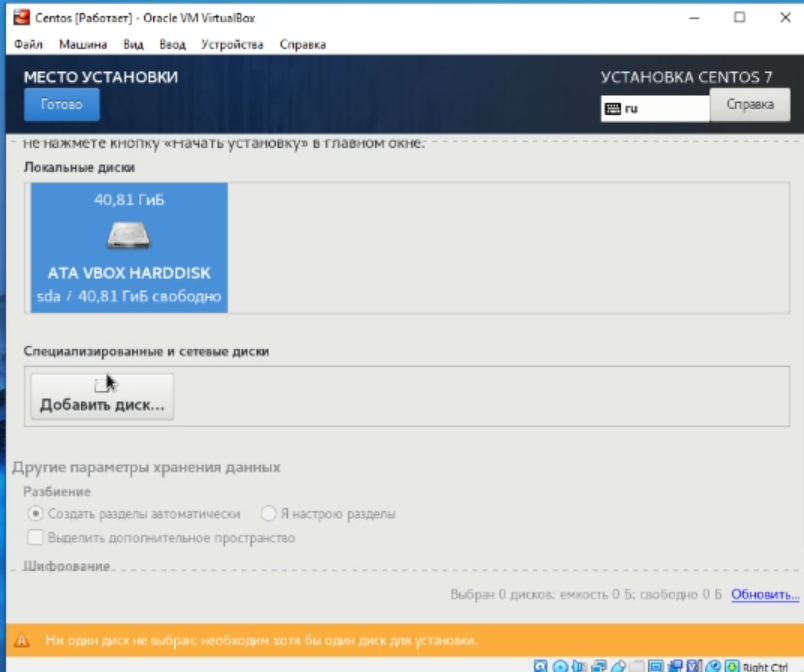 Centos [Работает] - Oracle VM VirtualBox
Файл Машина Вид Ввод Устройства Справка
МЕСТО УСТАНОВКИ
УСТАНОВКА CENTOS 7
Готово
ru
Справка
не нажмете кнопку «Начать установку» в главном окне.
Локальные диски
40,81 ГиБ
ATA VBOX HARDDISK
sda / 40,81 ГиБ свободно
Специализированные и сетевые диски
Добавить диск...
Другие параметры хранения данных
Разбиение
Создать разделы автоматически Я настрою разделы
Выделить дополнительное пространство
Шифрование
Выбран 0 дисков; емкость 0 Б; свободно 0 Б Обновить...
Ни один диск не выбран; необходим хотя бы один диск для установки.
Right Ctrl